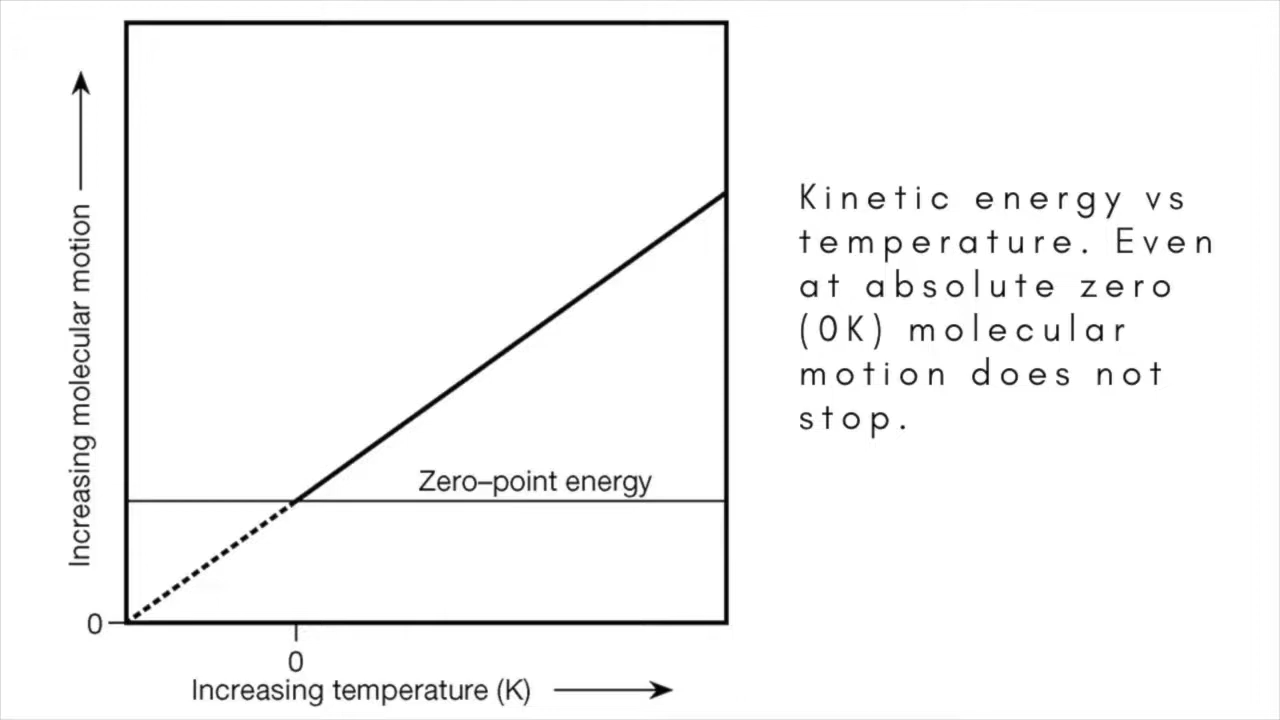 Increasing molecular motion
Zero–point energy
0
0
Increasing temperature (K)
Kinetic energy vs
temperature. Even
at absolute zero
(0K) molecular
motion does not
stop.